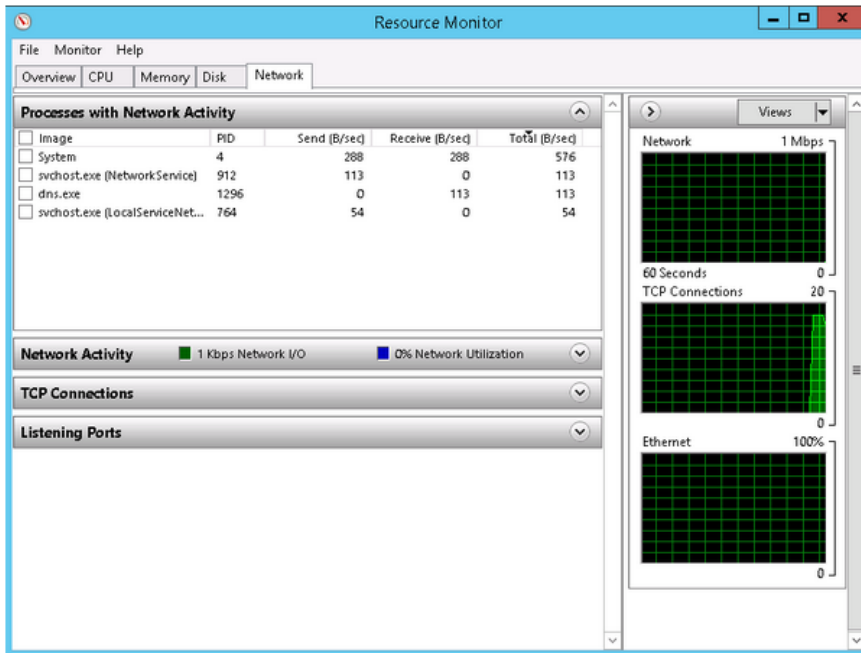 Resource Monitor
File Monitor Help
Overview CPU Memory Disk Network
Processes with Network Activity
Image PID Send (B/sec) Receive (B/sec) Total (B/sec)
System 4 288 288 576
svchost.exe (NetworkService) 912 113 0 113
dns.exe 1296 0 113 113
svchost.exe (LocalServiceNet... 764 54 0 54
Network Activity 1 Kbps Network I/O 0% Network Utilization
TCP Connections
Listening Ports
Views
Network 1 Mbps
60 Seconds 0
TCP Connections 20
0
Ethernet 100%
0